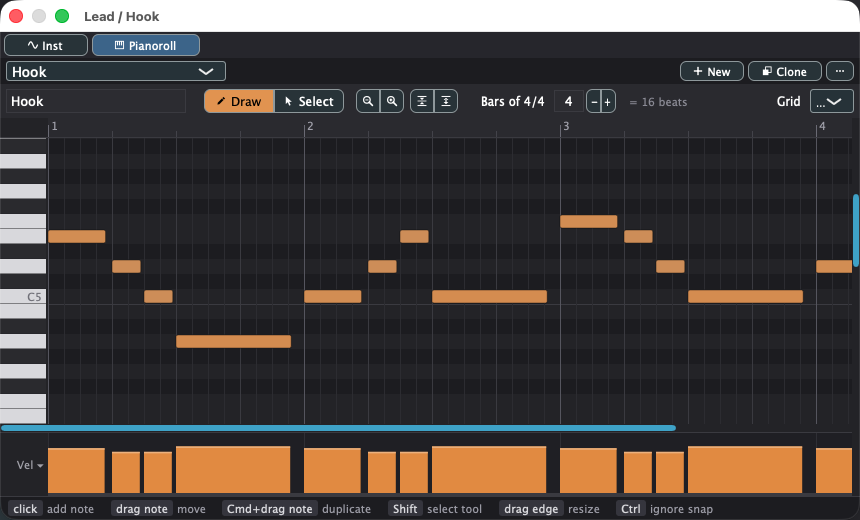 Lead / Hook
Inst Pianoroll
Hook + New Clone ...
Hook Draw Select Bars of 4/4 4 − + = 16 beats Grid ...
1 2 3 4
C5
Vel
click add note drag note move Cmd+drag note duplicate Shift select tool drag edge resize Ctrl ignore snap